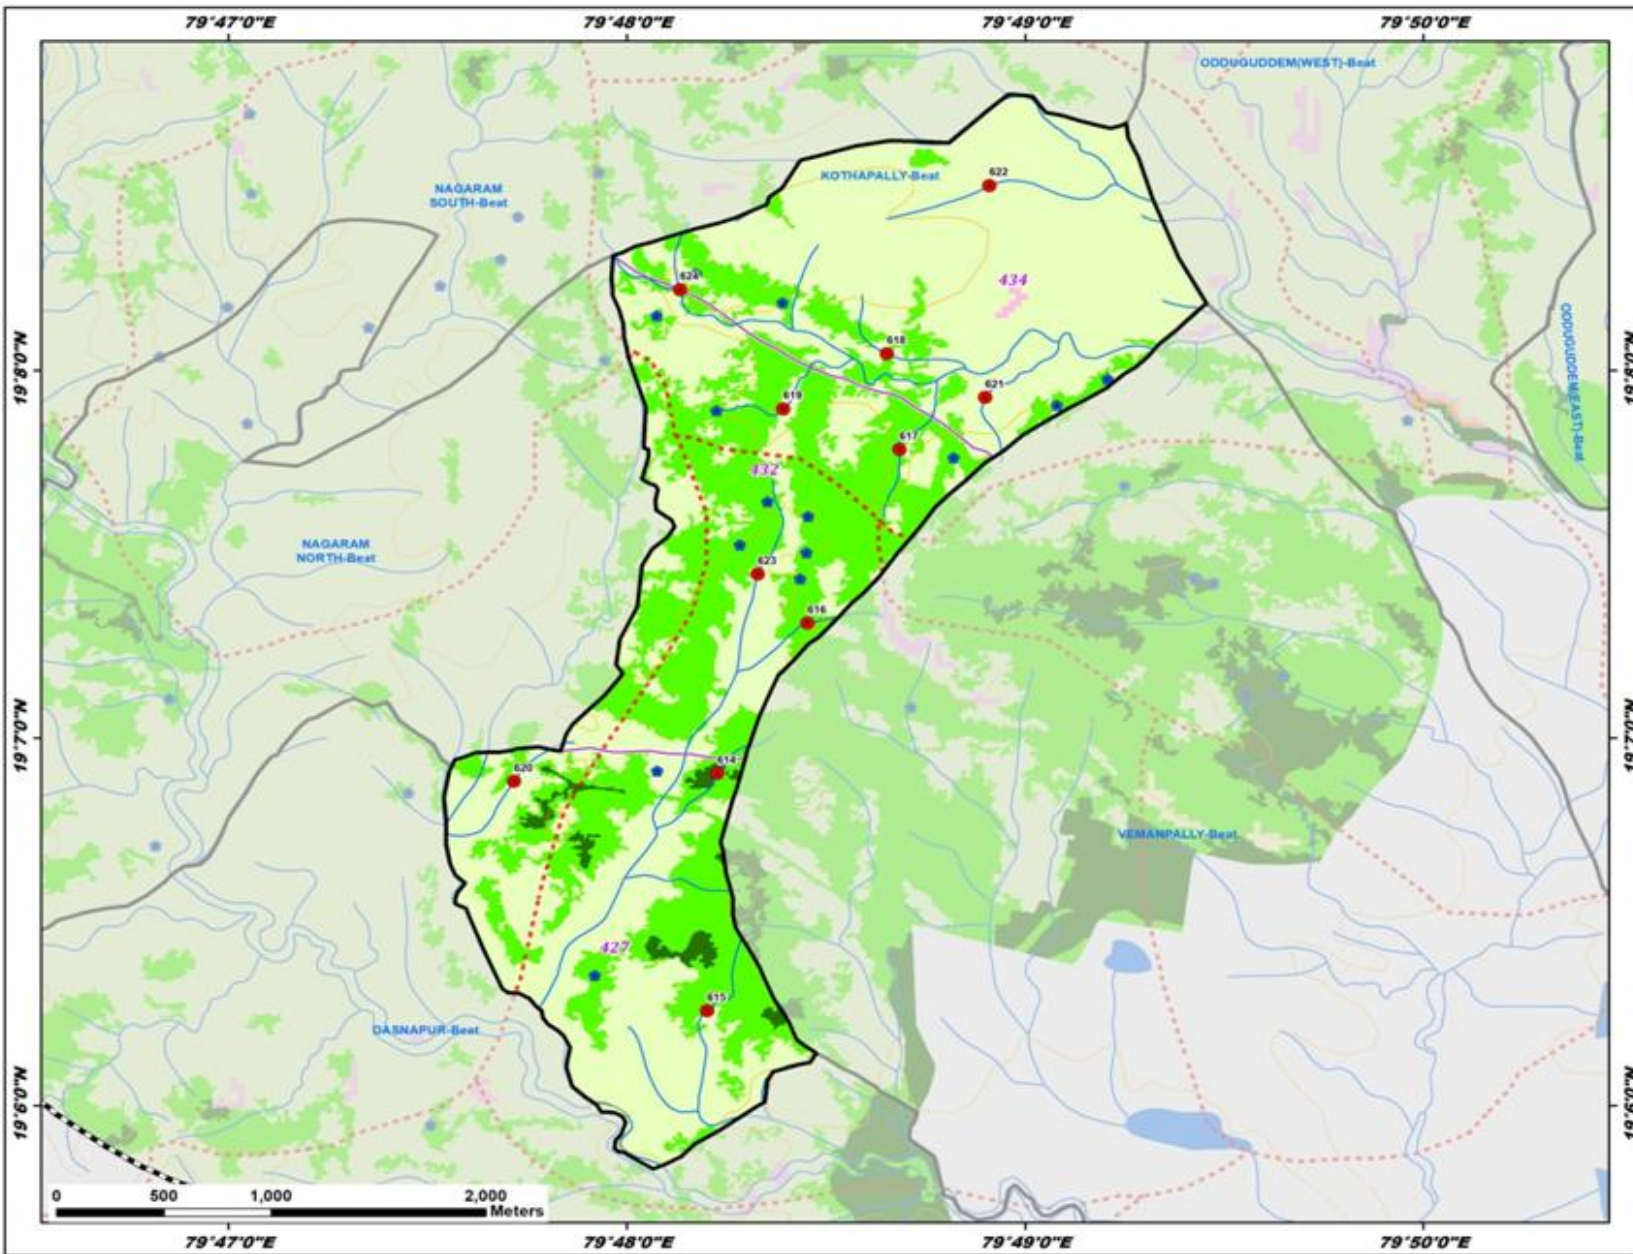 79°47'0"E 79°48'0"E 79°49'0"E 79°50'0"E
OODUGUDDEM(WEST)-Beat
KOTHAPALLY-Beat
622
NAGARAM
SOUTH-Beat
624
434
OODUGUDDEM(EAST)-Beat
618
19°8'0"N 19°8'0"N
621
619
617
432
NAGARAM
NORTH-Beat
623
616
19°7'0"N 19°7'0"N
614
620
VEMANPALLY-Beat
427
615
DASNAPUR-Beat
19°6'0"N 19°6'0"N
0 500 1,000 2,000
Meters
79°47'0"E 79°48'0"E 79°49'0"E 79°50'0"E